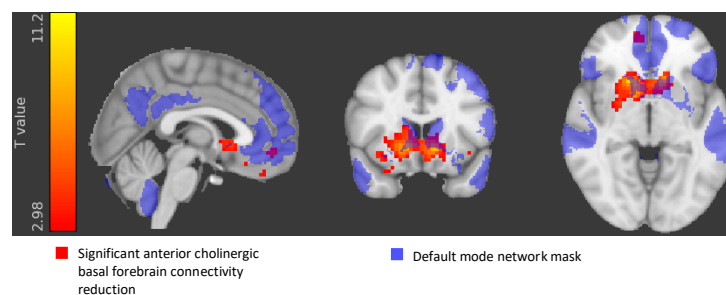 11.2
T value
2.98
Significant anterior cholinergic
basal forebrain connectivity
reduction
Default mode network mask